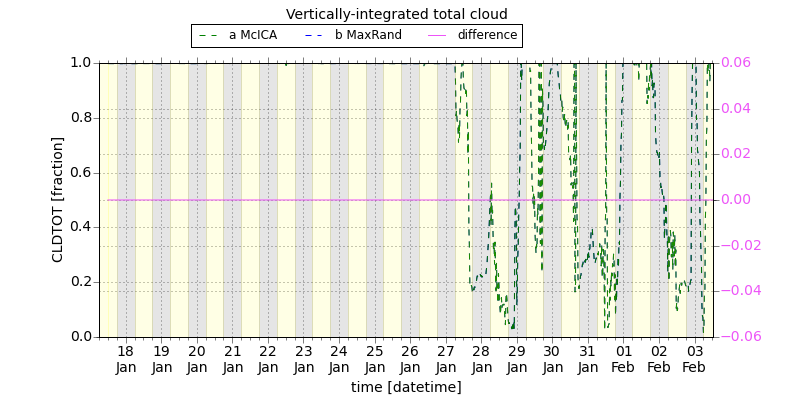 Vertically-integrated total cloud
a McICA b MaxRand difference
CLDTOT [fraction]
1.0
0.8
0.6
0.4
0.2
0.0
0.06
0.04
0.02
0.00
−0.02
−0.04
−0.06
18 19 20 21 22 23 24 25 26 27 28 29 30 31 01 02 03
Jan Jan Jan Jan Jan Jan Jan Jan Jan Jan Jan Jan Jan Jan Feb Feb Feb
time [datetime]